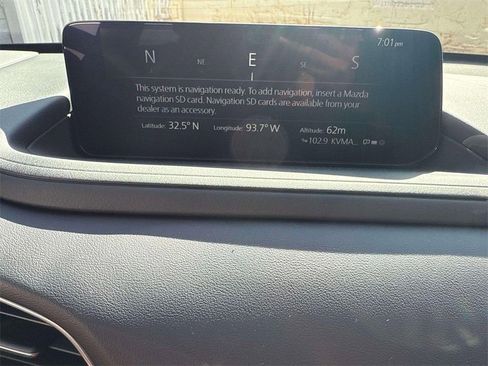 7:01pm
N NE E SE S
This system is navigation ready. To add navigation, insert a Mazda
navigation SD card. Navigation SD cards are available from your
dealer as an accessory.
Latitude: 32.5° N Longitude: 93.7° W Altitude: 62m
102.9 KVMA...